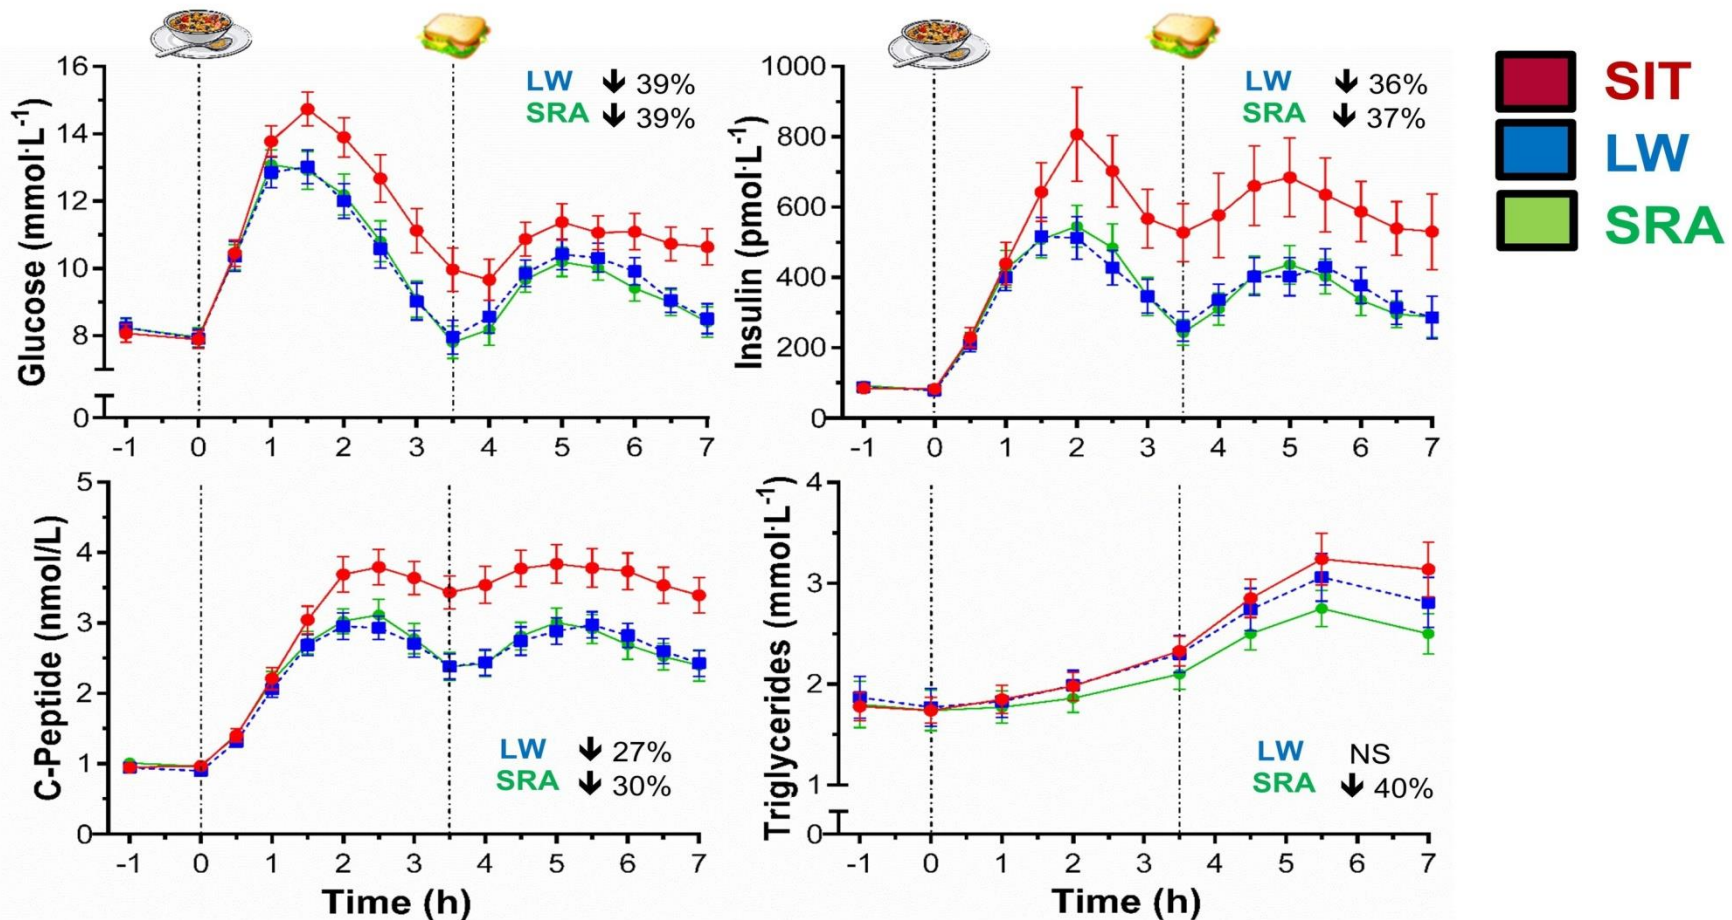 16
14
12
10
8
0
Glucose (mmol·L⁻¹)
LW ↓ 39%
SRA ↓ 39%
-1 0 1 2 3 4 5 6 7
1000
800
600
400
200
0
Insulin (pmol·L⁻¹)
LW ↓ 36%
SRA ↓ 37%
-1 0 1 2 3 4 5 6 7
SIT
LW
SRA
5
4
3
2
1
0
C-Peptide (nmol/L)
LW ↓ 27%
SRA ↓ 30%
-1 0 1 2 3 4 5 6 7
Time (h)
4
3
2
1
0
Triglycerides (mmol·L⁻¹)
LW NS
SRA ↓ 40%
-1 0 1 2 3 4 5 6 7
Time (h)